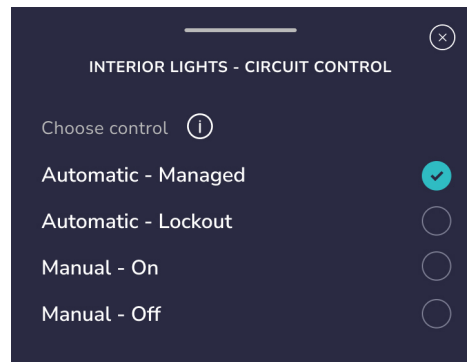 INTERIOR LIGHTS - CIRCUIT CONTROL
Choose control i
Automatic - Managed
Automatic - Lockout
Manual - On
Manual - Off